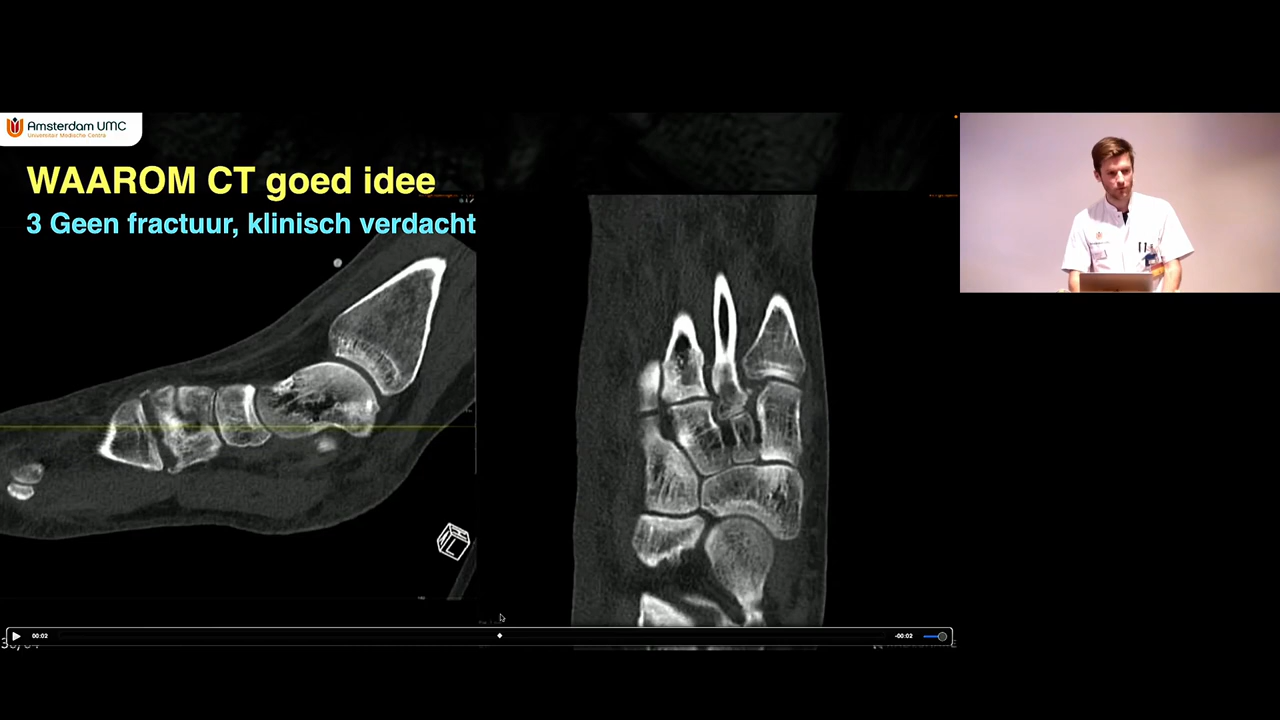 Amsterdam UMC
Universitair Medische Centra
WAAROM CT goed idee
3 Geen fractuur, klinisch verdacht
L
00:02
-00:02